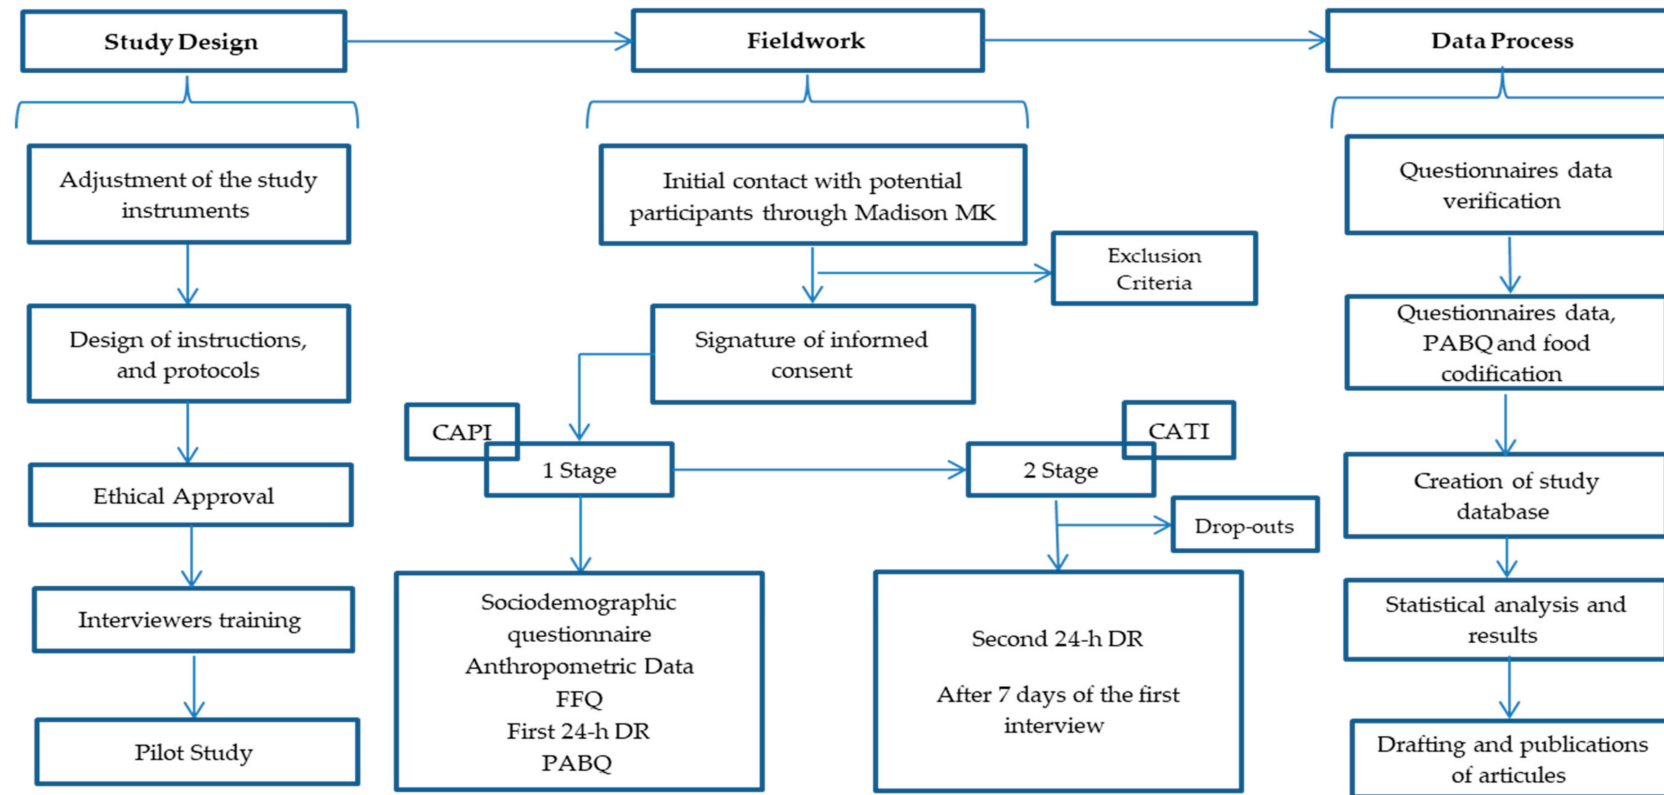 Study Design
Fieldwork
Data Process
Adjustment of the study
instruments
Design of instructions,
and protocols
Ethical Approval
Interviewers training
Pilot Study
Initial contact with potential
participants through Madison MK
Exclusion
Criteria
Signature of informed
consent
CAPI
1 Stage
CATI
2 Stage
Drop-outs
Sociodemographic
questionnaire
Anthropometric Data
FFQ
First 24-h DR
PABQ
Second 24-h DR
After 7 days of the first
interview
Questionnaires data
verification
Questionnaires data,
PABQ and food
codification
Creation of study
database
Statistical analysis and
results
Drafting and publications
of articules